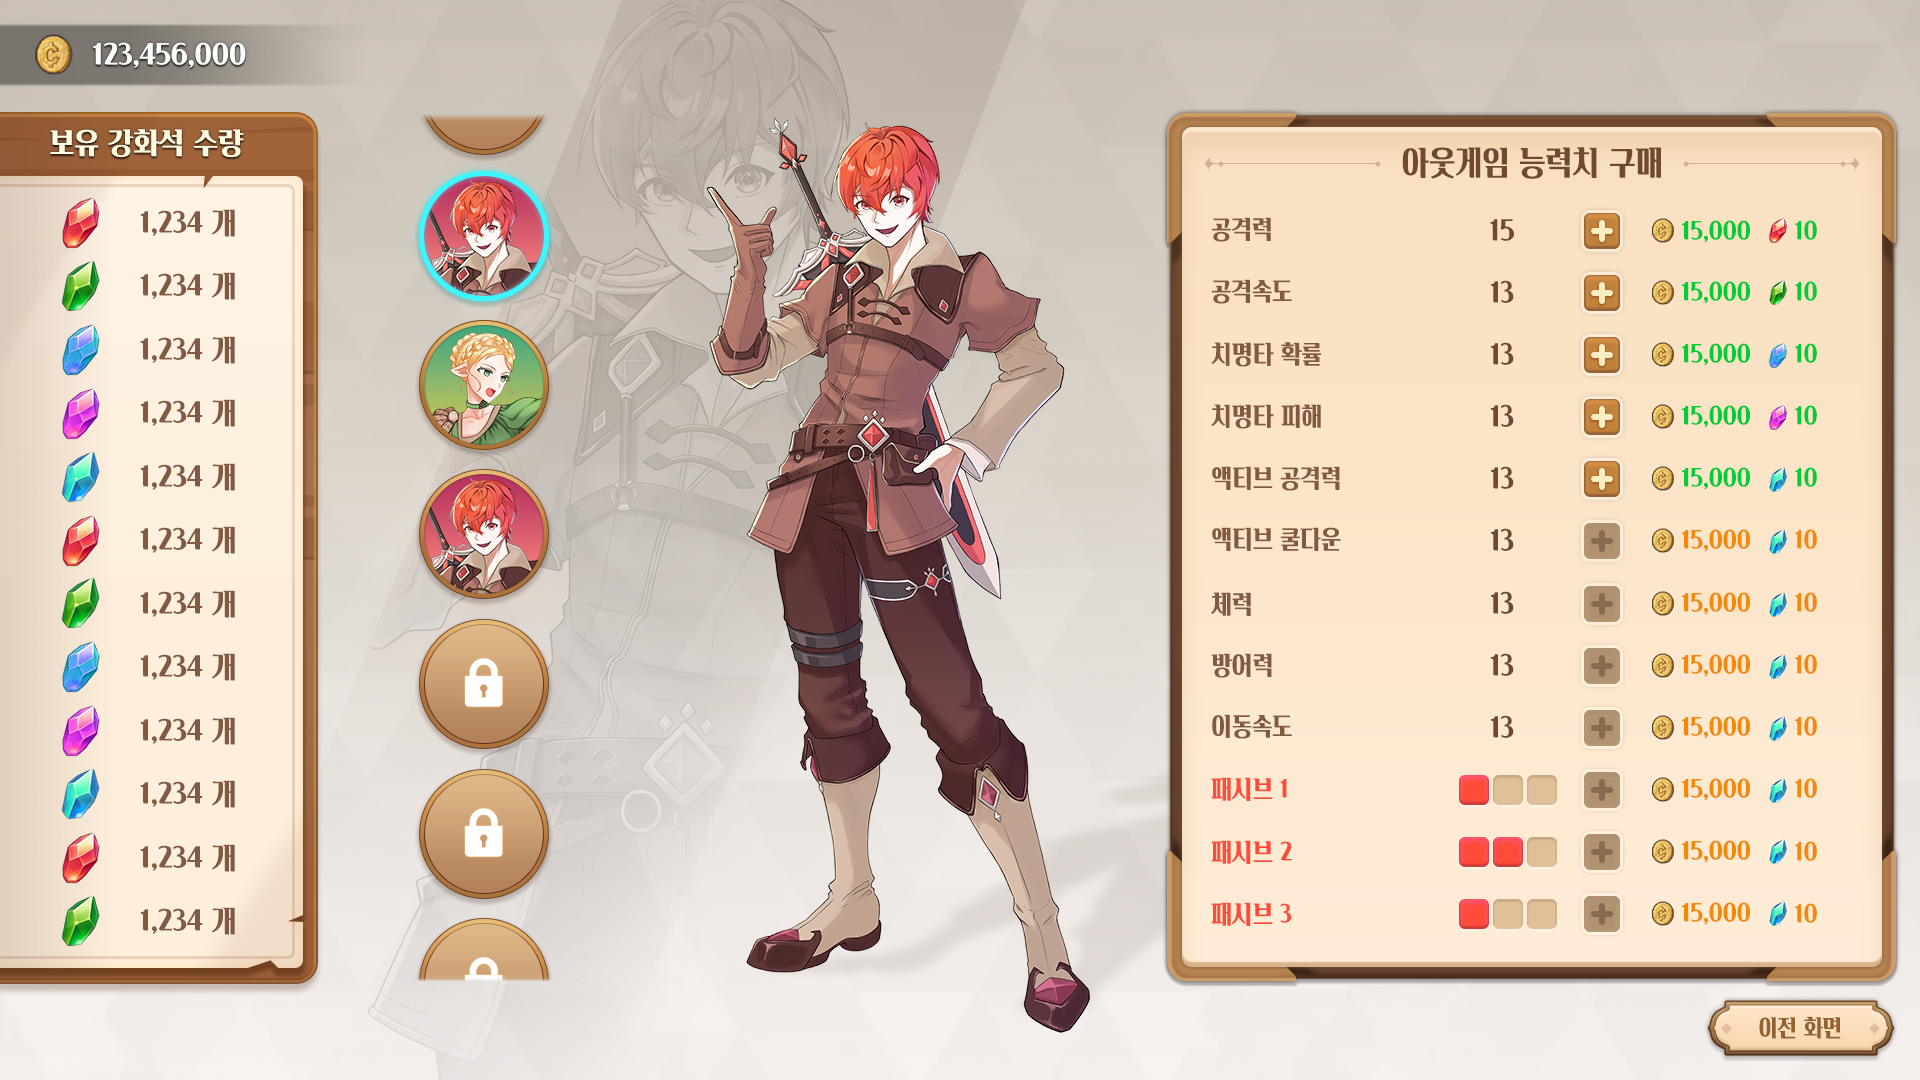 123,456,000
보유 강화석 수량
1,234 개
1,234 개
1,234 개
1,234 개
1,234 개
1,234 개
1,234 개
1,234 개
1,234 개
1,234 개
1,234 개
1,234 개
아웃게임 능력치 구매
공격력 15 15,000 10
공격속도 13 15,000 10
치명타 확률 13 15,000 10
치명타 피해 13 15,000 10
액티브 공격력 13 15,000 10
액티브 쿨다운 13 15,000 10
체력 13 15,000 10
방어력 13 15,000 10
이동속도 13 15,000 10
패시브 1 15,000 10
패시브 2 15,000 10
패시브 3 15,000 10
이전 화면